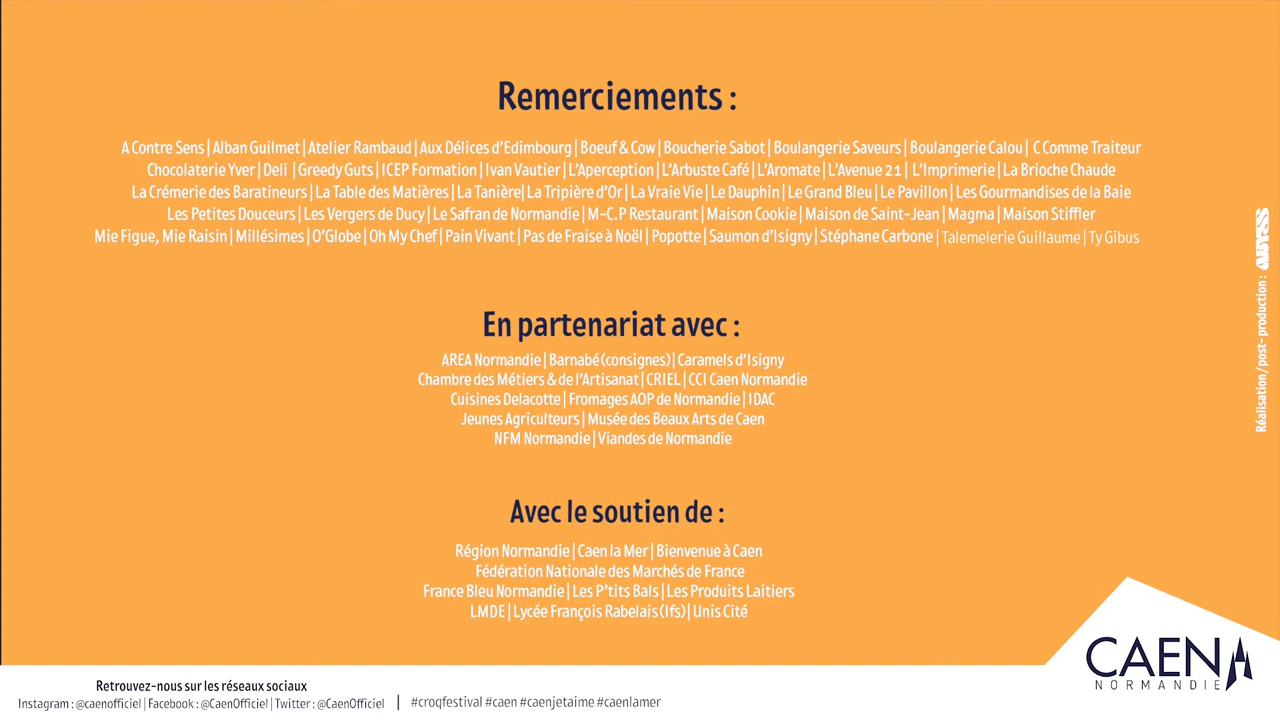 Remerciements :
A Contre Sens | Alban Guilmet | Atelier Rambaud | Aux Délices d'Edimbourg | Boeuf & Cow | Boucherie Sabot | Boulangerie Saveurs | Boulangerie Calou | C Comme Traiteur
Chocolaterie Yver | Deli | Greedy Guts | ICEP Formation | Ivan Vautier | L'Aperception | L'Arbuste Café | L'Aromate | L'Avenue 21 | L'Imprimerie | La Brioche Chaude
La Crémerie des Baratineurs | La Table des Matières | La Tanière| La Tripière d'Or | La Vraie Vie | Le Dauphin | Le Grand Bleu | Le Pavillon | Les Gourmandises de la Baie
Les Petites Douceurs | Les Vergers de Ducy | Le Safran de Normandie | M-C.P Restaurant | Maison Cookie | Maison de Saint-Jean | Magma | Maison Stiffler
Mie Figue, Mie Raisin | Millésimes | O'Globe | Oh My Chef | Pain Vivant | Pas de Fraise à Noël | Popotte | Saumon d'Isigny | Stéphane Carbone | Talemelerie Guillaume | Ty Gibus
En partenariat avec :
AREA Normandie | Barnabé (consignes) | Caramels d'Isigny
Chambre des Métiers & de l'Artisanat | CRIEL | CCI Caen Normandie
Cuisines Delacotte | Fromages AOP de Normandie | IDAC
Jeunes Agriculteurs | Musée des Beaux Arts de Caen
NFM Normandie | Viandes de Normandie
Avec le soutien de :
Région Normandie | Caen la Mer | Bienvenue à Caen
Fédération Nationale des Marchés de France
France Bleu Normandie | Les P'tits Bals | Les Produits Laitiers
LMDE | Lycée François Rabelais (Ifs) | Unis Cité
Réalisation / post- production : ABYSS
CAEN
NORMANDIE
Retrouvez-nous sur les réseaux sociaux
Instagram : @caenofficiel | Facebook : @CaenOfficiel | Twitter : @CaenOfficiel | #croqfestival #caen #caenjetaime #caenlamer